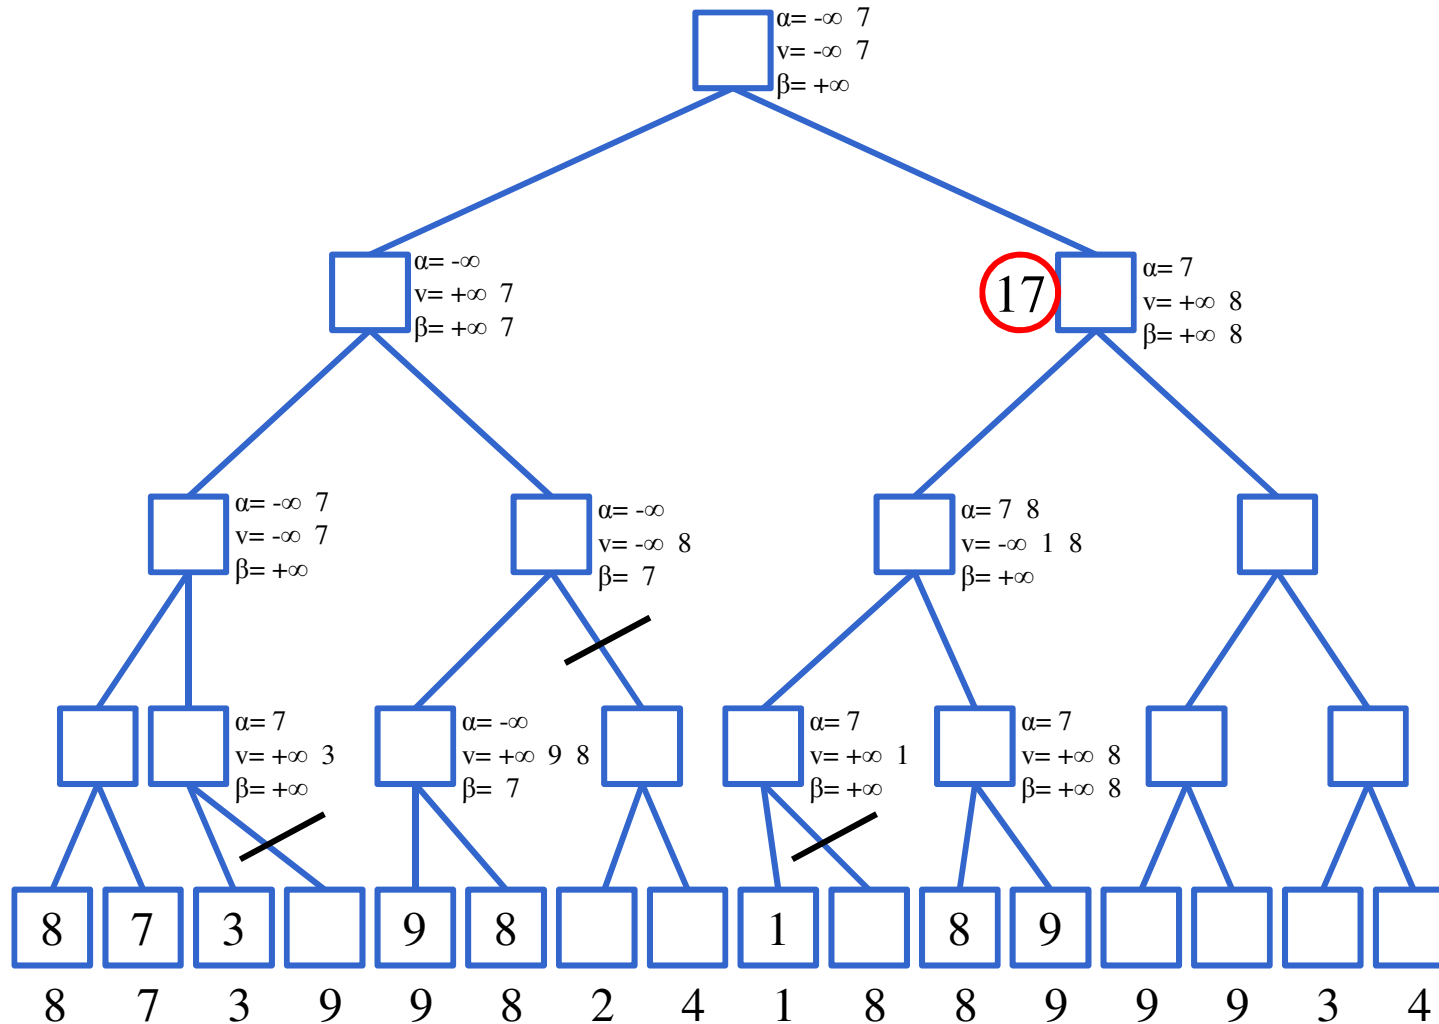 α= -∞ 7
v= -∞ 7
β= +∞
α= -∞
v= +∞ 7
β= +∞ 7
17
α= 7
v= +∞ 8
β= +∞ 8
α= -∞ 7
v= -∞ 7
β= +∞
α= -∞
v= -∞ 8
β= 7
α= 7 8
v= -∞ 1 8
β= +∞
α= 7
v= +∞ 3
β= +∞
α= -∞
v= +∞ 9 8
β= 7
α= 7
v= +∞ 1
β= +∞
α= 7
v= +∞ 8
β= +∞ 8
8 7 3 9 8 1 8 9
8 7 3 9 9 8 2 4 1 8 8 9 9 9 3 4